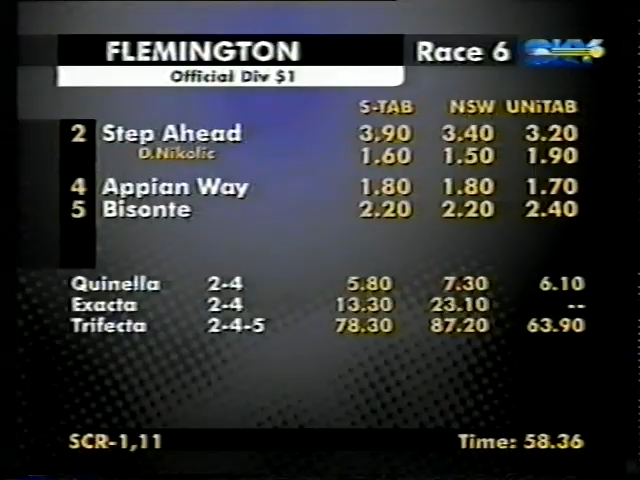 FLEMINGTON Race 6 SKY
Official Div $1
S-TAB NSW UNiTAB
2 Step Ahead 3.90 3.40 3.20
D.Nikolic 1.60 1.50 1.90
4 Appian Way 1.80 1.80 1.70
5 Bisonte 2.20 2.20 2.40
Quinella 2-4 5.80 7.30 6.10
Exacta 2-4 13.30 23.10 --
Trifecta 2-4-5 78.30 87.20 63.90
SCR-1,11 Time: 58.36